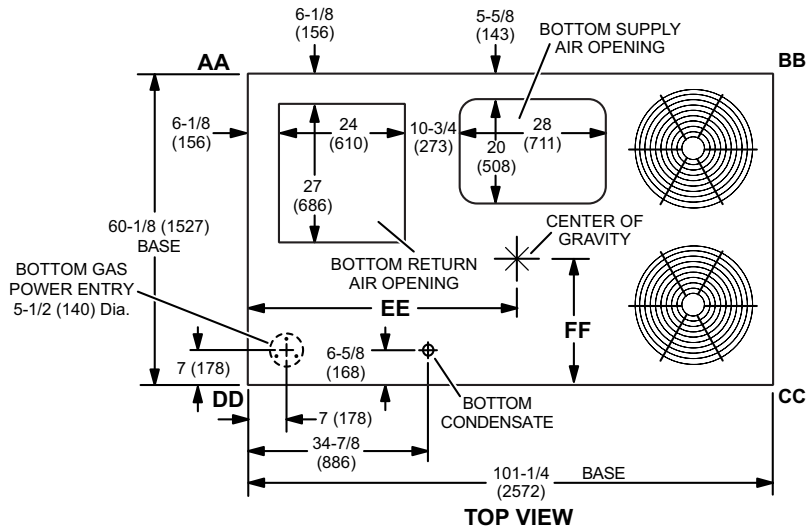 6-1/8
(156)
5-5/8
(143)
BOTTOM SUPPLY
AIR OPENING
AA
BB
6-1/8
(156)
24
(610)
10-3/4
(273)
28
(711)
20
(508)
27
(686)
60-1/8 (1527)
BASE
CENTER OF
GRAVITY
BOTTOM RETURN
AIR OPENING
BOTTOM GAS
POWER ENTRY
5-1/2 (140) Dia.
EE
FF
7 (178)
6-5/8
(168)
DD
CC
7 (178)
BOTTOM
CONDENSATE
34-7/8
(886)
101-1/4
(2572)
BASE
TOP VIEW